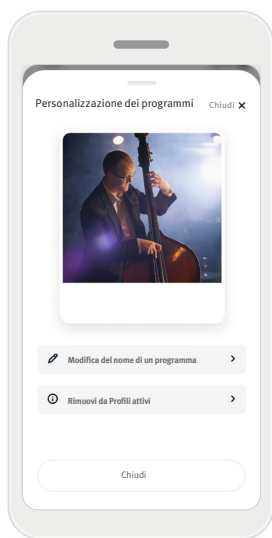 Personalizzazione dei programmi
Chiudi ×
Modifica del nome di un programma
Rimuovi da Profili attivi
Chiudi